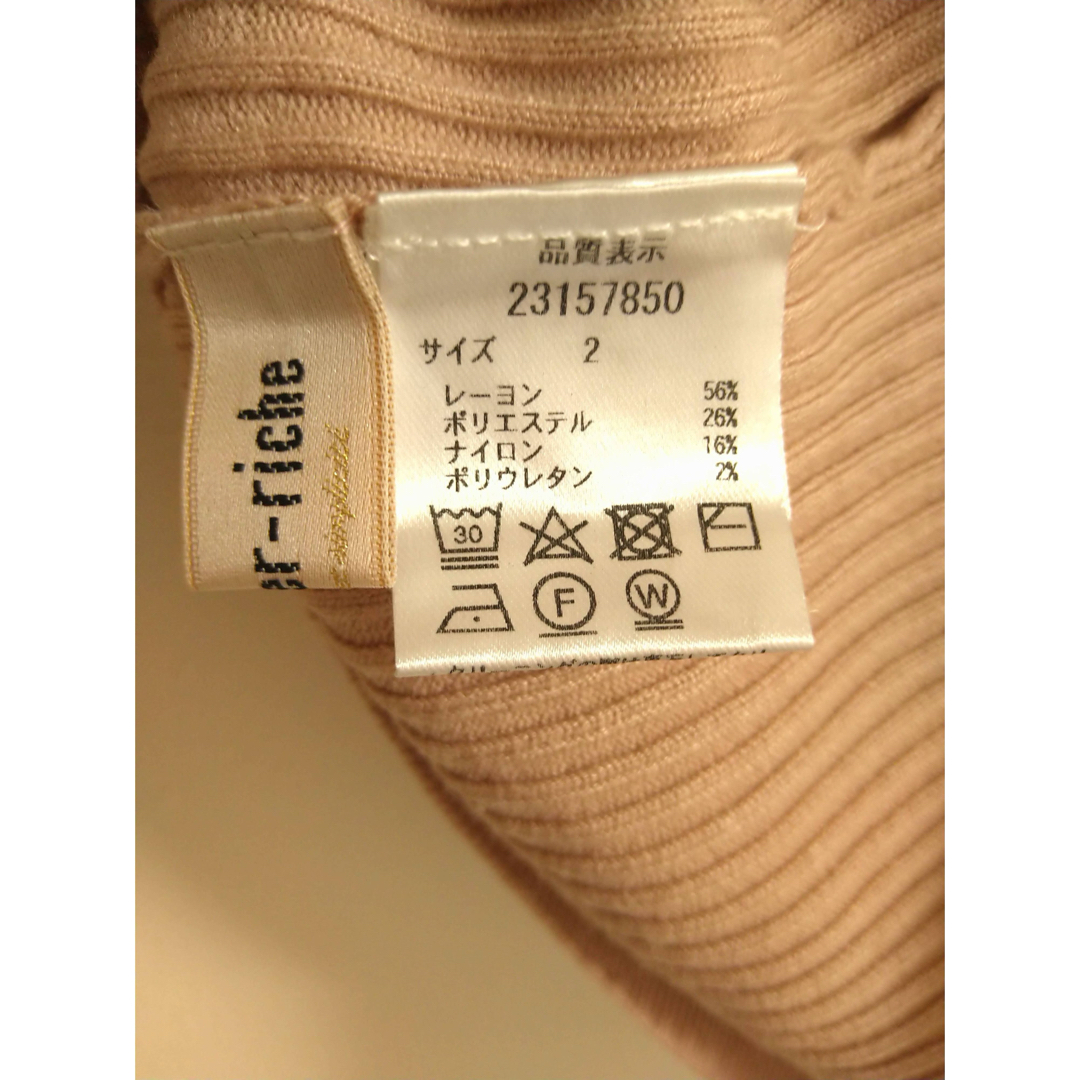 品質表示
23157850
サイズ 2
レーヨン 56%
ポリエステル 26%
ナイロン 16%
ポリウレタン 2%
30
F
W
er-riche